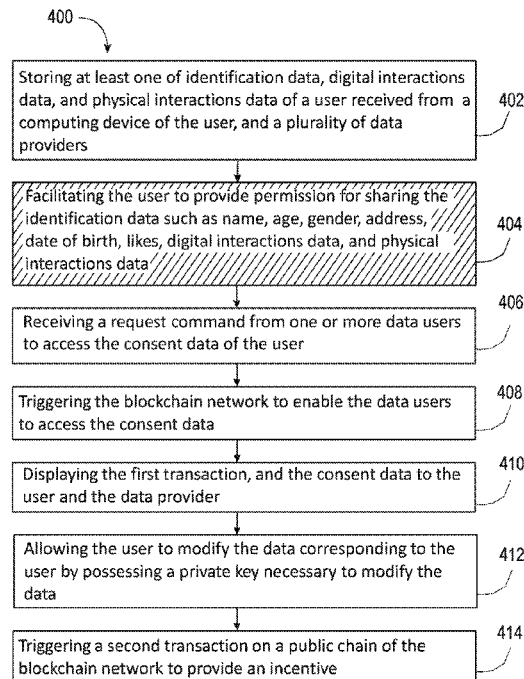 400
Storing at least one of identification data, digital interactions
data, and physical interactions data of a user received from a
computing device of the user, and a plurality of data
providers
402
Facilitating the user to provide permission for sharing the
identification data such as name, age, gender, address,
date of birth, likes, digital interactions data, and physical
interactions data
404
Receiving a request command from one or more data users
to access the consent data of the user
406
Triggering the blockchain network to enable the data users
to access the consent data
408
Displaying the first transaction, and the consent data to the
user and the data provider
410
Allowing the user to modify the data corresponding to the
user by possessing a private key necessary to modify the
data
412
Triggering a second transaction on a public chain of the
blockchain network to provide an incentive
414